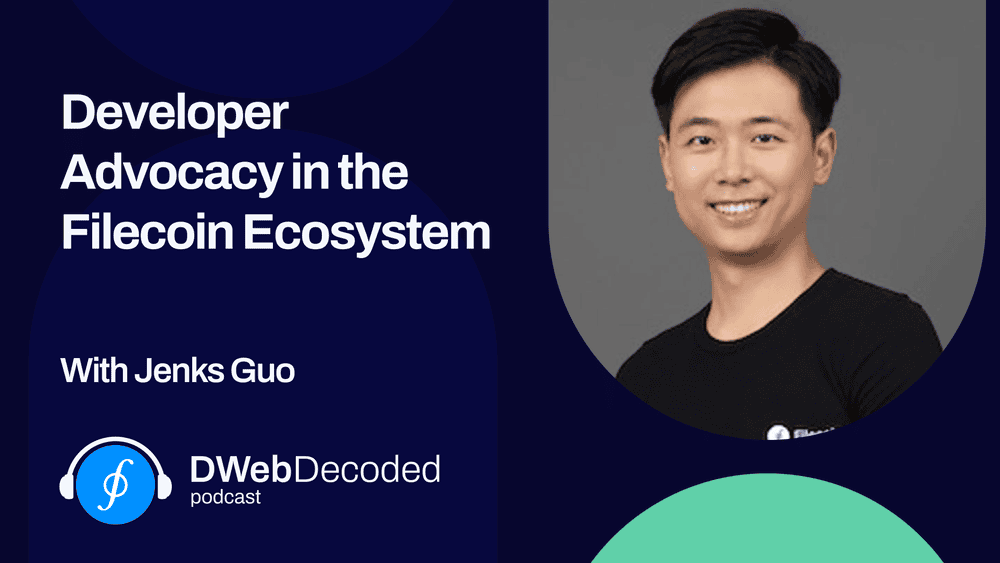 Developer
Advocacy in the
Filecoin Ecosystem
With Jenks Guo
DWebDecoded
podcast